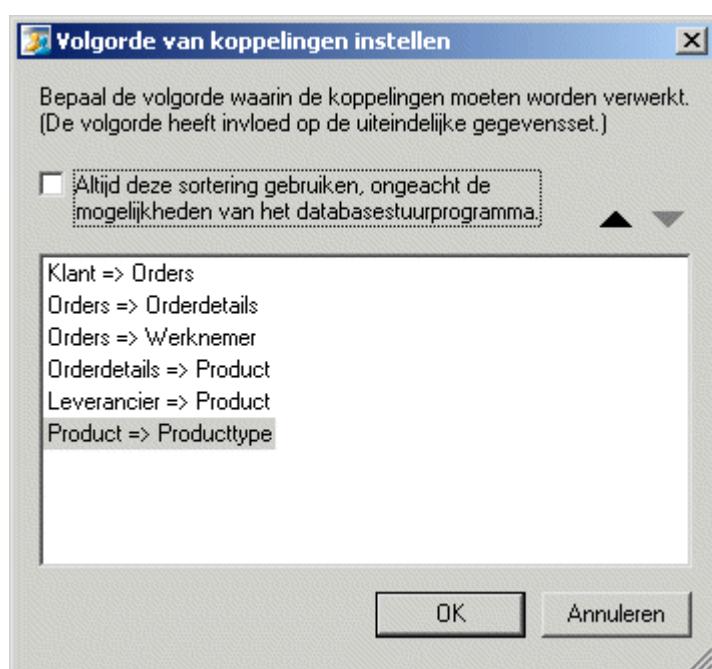 Volgorde van koppelingen instellen
Bepaal de volgorde waarin de koppelingen moeten worden verwerkt.
(De volgorde heeft invloed op de uiteindelijke gegevensset.)
Altijd deze sortering gebruiken, ongeacht de
mogelijkheden van het databasestuurprogramma.
Klant => Orders
Orders => Orderdetails
Orders => Werknemer
Orderdetails => Product
Leverancier => Product
Product => Producttype
OK
Annuleren